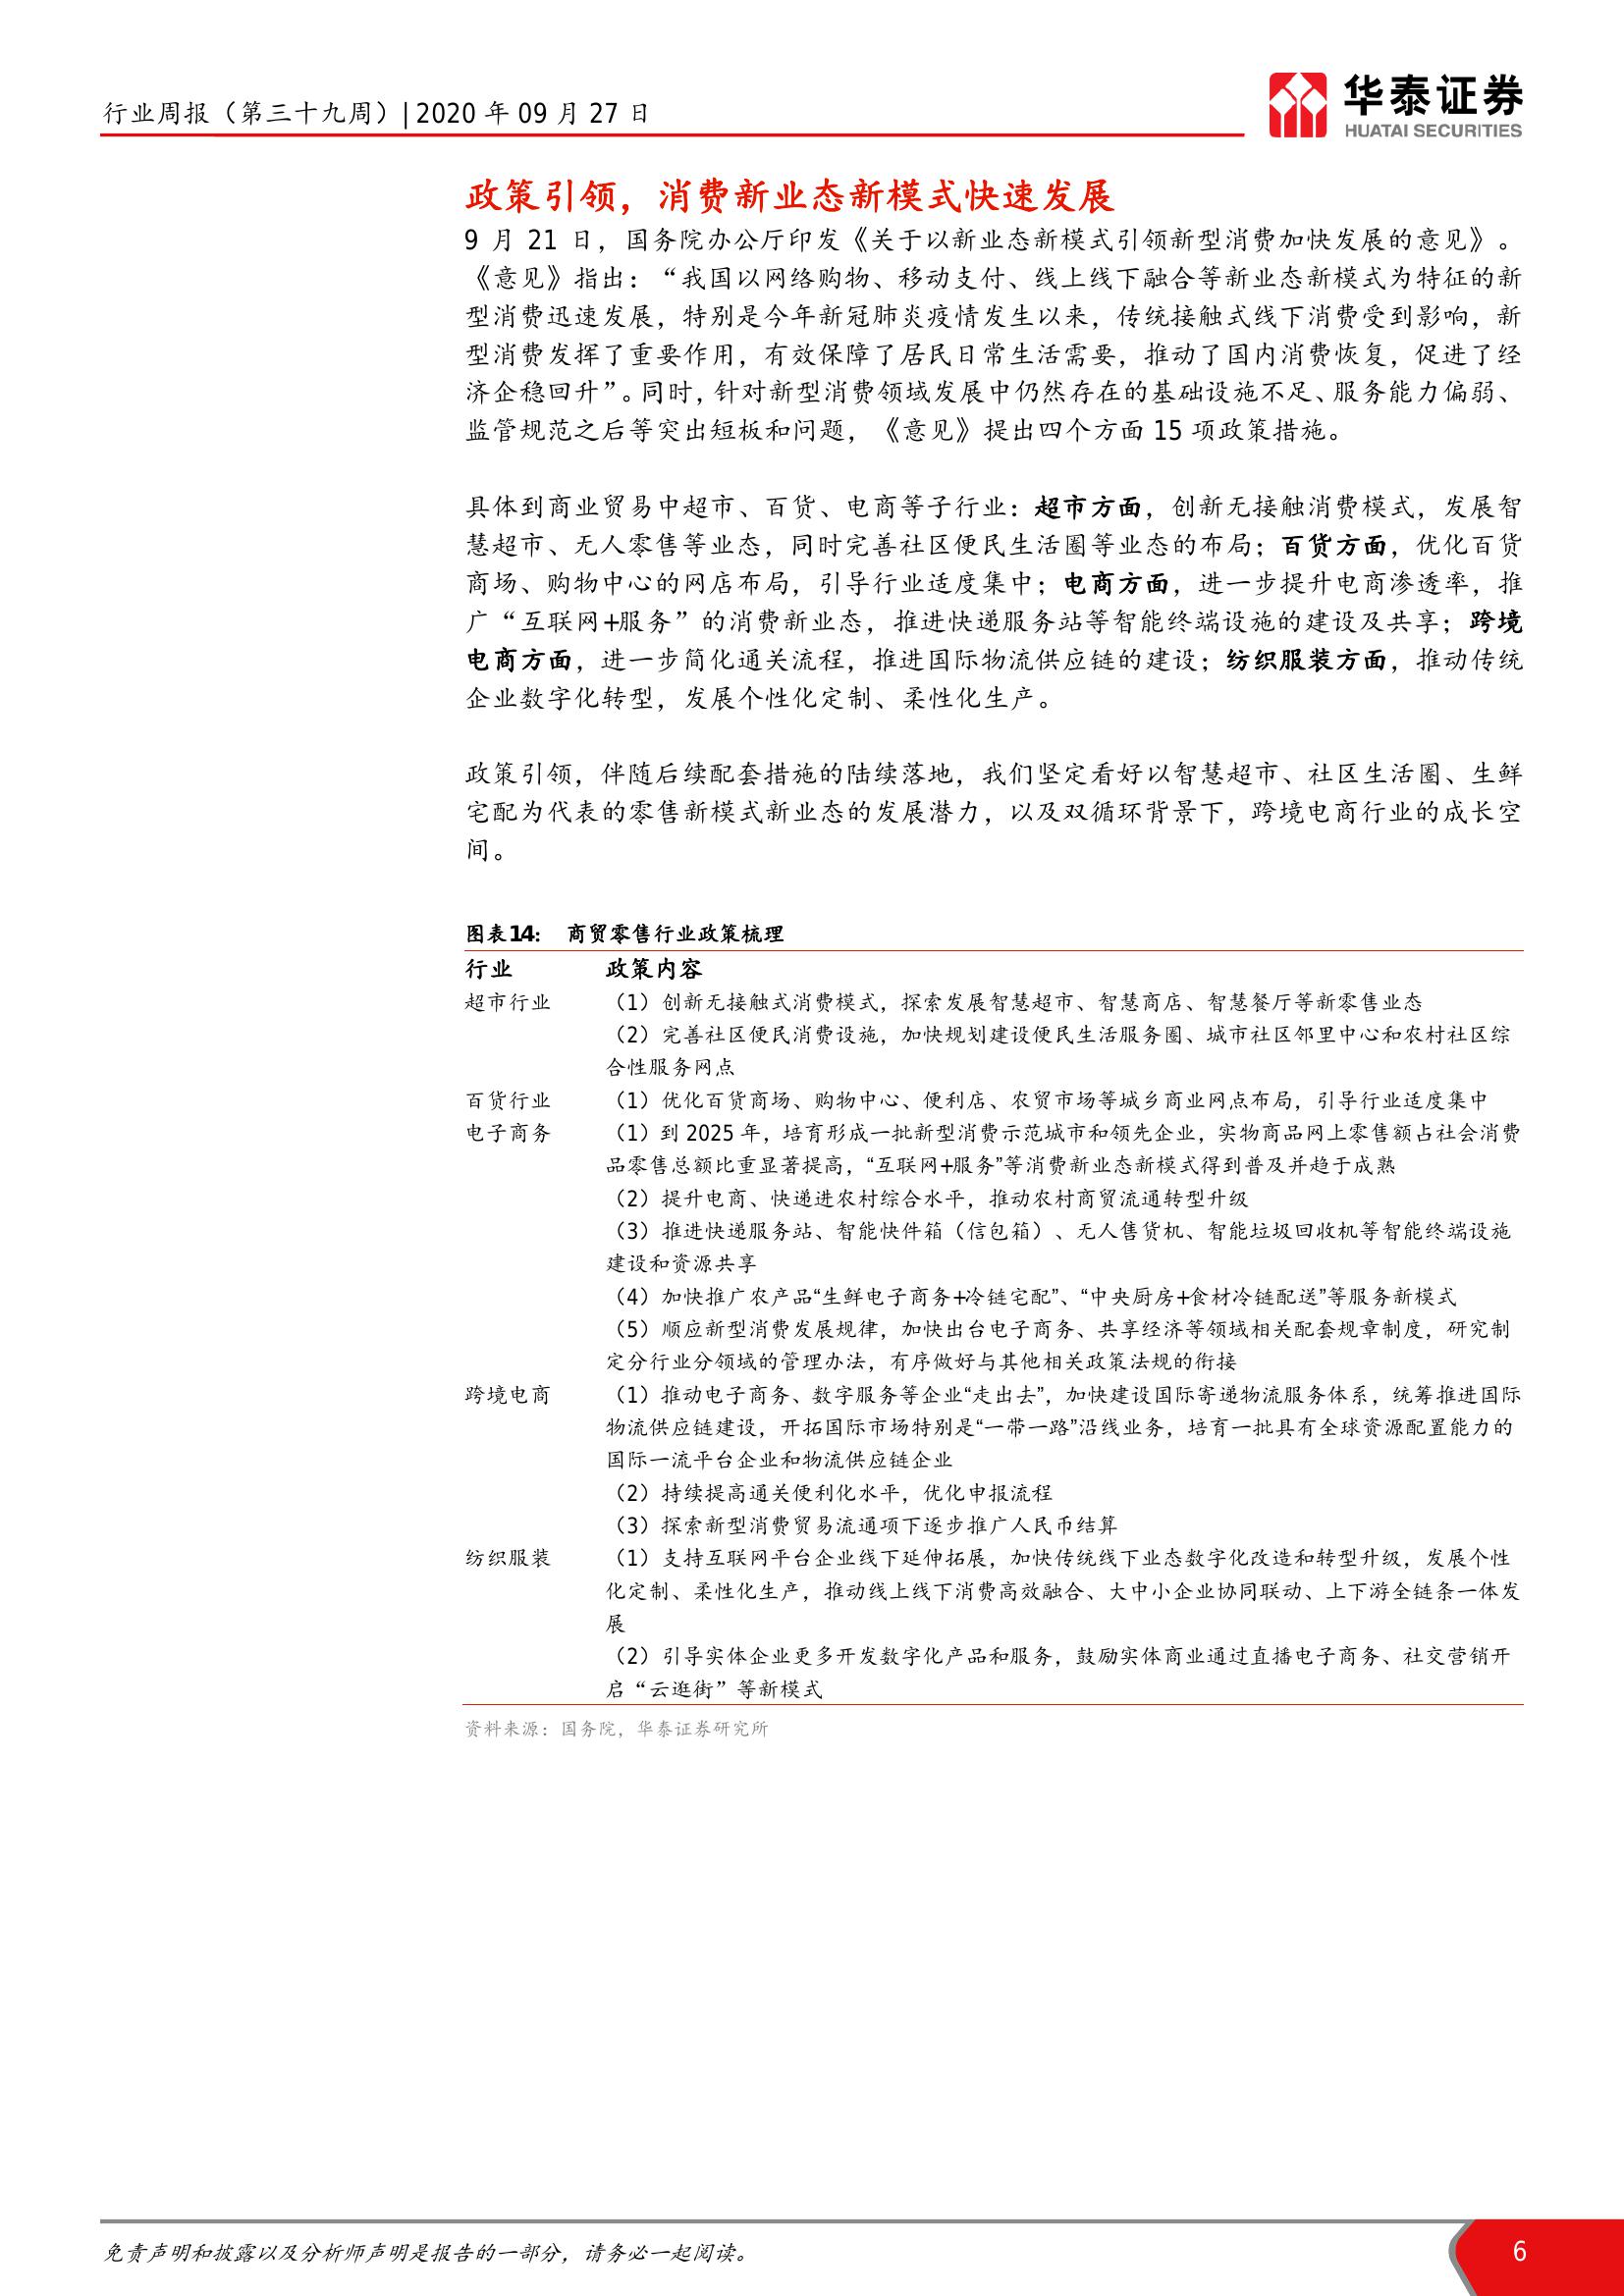 行业周报（第三十九周）| 2020 年 09 月 27 日
华泰证券
HUATAI SECURITIES
政策引领，消费新业态新模式快速发展
9 月 21 日，国务院办公厅印发《关于以新业态新模式引领新型消费加快发展的意见》。
《意见》指出：“我国以网络购物、移动支付、线上线下融合等新业态新模式为特征的新
型消费迅速发展，特别是今年新冠肺炎疫情发生以来，传统接触式线下消费受到影响，新
型消费发挥了重要作用，有效保障了居民日常生活需要，推动了国内消费恢复，促进了经
济企稳回升”。同时，针对新型消费领域发展中仍然存在的基础设施不足、服务能力偏弱、
监管规范之后等突出短板和问题，《意见》提出四个方面 15 项政策措施。
具体到商业贸易中超市、百货、电商等子行业：超市方面，创新无接触消费模式，发展智
慧超市、无人零售等业态，同时完善社区便民生活圈等业态的布局；百货方面，优化百货
商场、购物中心的网店布局，引导行业适度集中；电商方面，进一步提升电商渗透率，推
广“互联网+服务”的消费新业态，推进快递服务站等智能终端设施的建设及共享；跨境
电商方面，进一步简化通关流程，推进国际物流供应链的建设；纺织服装方面，推动传统
企业数字化转型，发展个性化定制、柔性化生产。
政策引领，伴随后续配套措施的陆续落地，我们坚定看好以智慧超市、社区生活圈、生鲜
宅配为代表的零售新模式新业态的发展潜力，以及双循环背景下，跨境电商行业的成长空
间。
图表14： 商贸零售行业政策梳理
行业 政策内容
超市行业 （1）创新无接触式消费模式，探索发展智慧超市、智慧商店、智慧餐厅等新零售业态
（2）完善社区便民消费设施，加快规划建设便民生活服务圈、城市社区邻里中心和农村社区综
合性服务网点
百货行业 （1）优化百货商场、购物中心、便利店、农贸市场等城乡商业网点布局，引导行业适度集中
电子商务 （1）到 2025 年，培育形成一批新型消费示范城市和领先企业，实物商品网上零售额占社会消费
品零售总额比重显著提高，“互联网+服务”等消费新业态新模式得到普及并趋于成熟
（2）提升电商、快递进农村综合水平，推动农村商贸流通转型升级
（3）推进快递服务站、智能快件箱（信包箱）、无人售货机、智能垃圾回收机等智能终端设施
建设和资源共享
（4）加快推广农产品“生鲜电子商务+冷链宅配”、“中央厨房+食材冷链配送”等服务新模式
（5）顺应新型消费发展规律，加快出台电子商务、共享经济等领域相关配套规章制度，研究制
定分行业分领域的管理办法，有序做好与其他相关政策法规的衔接
跨境电商 （1）推动电子商务、数字服务等企业“走出去”，加快建设国际寄递物流服务体系，统筹推进国际
物流供应链建设，开拓国际市场特别是“一带一路”沿线业务，培育一批具有全球资源配置能力的
国际一流平台企业和物流供应链企业
（2）持续提高通关便利化水平，优化申报流程
（3）探索新型消费贸易流通项下逐步推广人民币结算
纺织服装 （1）支持互联网平台企业线下延伸拓展，加快传统线下业态数字化改造和转型升级，发展个性
化定制、柔性化生产，推动线上线下消费高效融合、大中小企业协同联动、上下游全链条一体发
展
（2）引导实体企业更多开发数字化产品和服务，鼓励实体商业通过直播电子商务、社交营销开
启“云逛街”等新模式
资料来源：国务院，华泰证券研究所
免责声明和披露以及分析师声明是报告的一部分，请务必一起阅读。
6